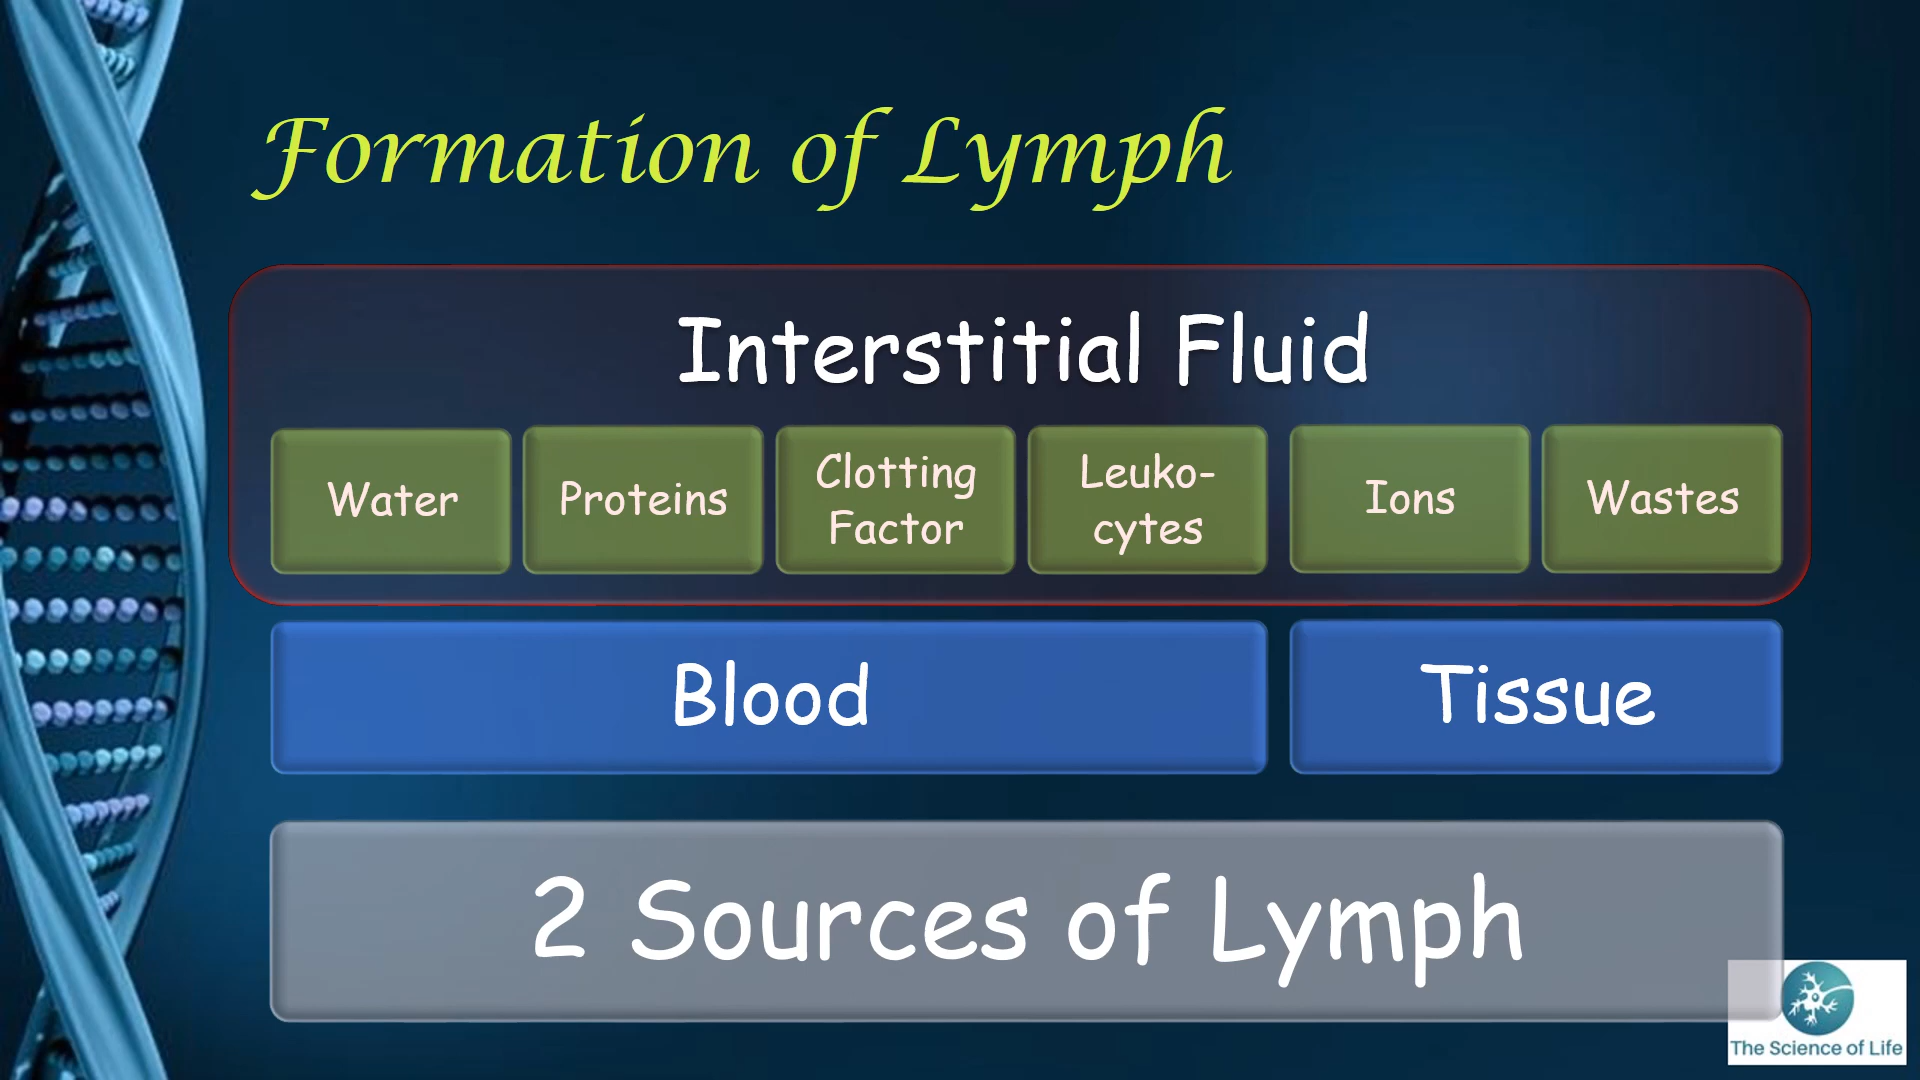 Formation of Lymph
Interstitial Fluid
Water
Proteins
Clotting
Factor
Leuko-
cytes
Ions
Wastes
Blood
Tissue
2 Sources of Lymph
The Science of Life